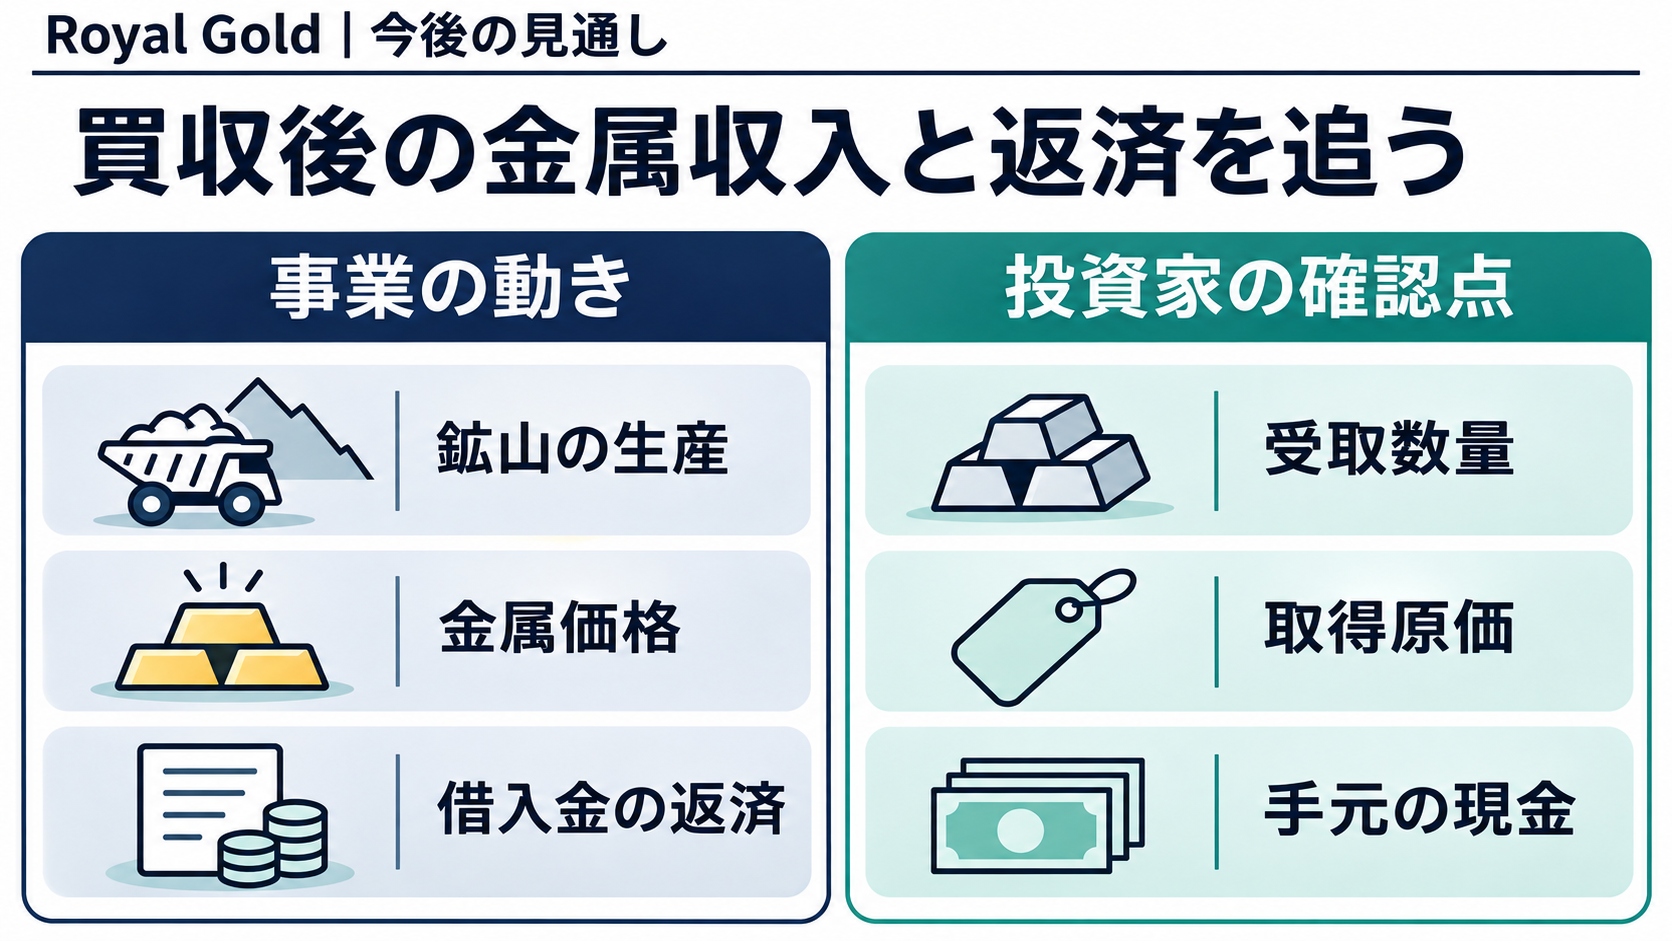 Royal Gold｜今後の見通し
買収後の金属収入と返済を追う
事業の動き
鉱山の生産
金属価格
借入金の返済
投資家の確認点
受取数量
取得原価
手元の現金